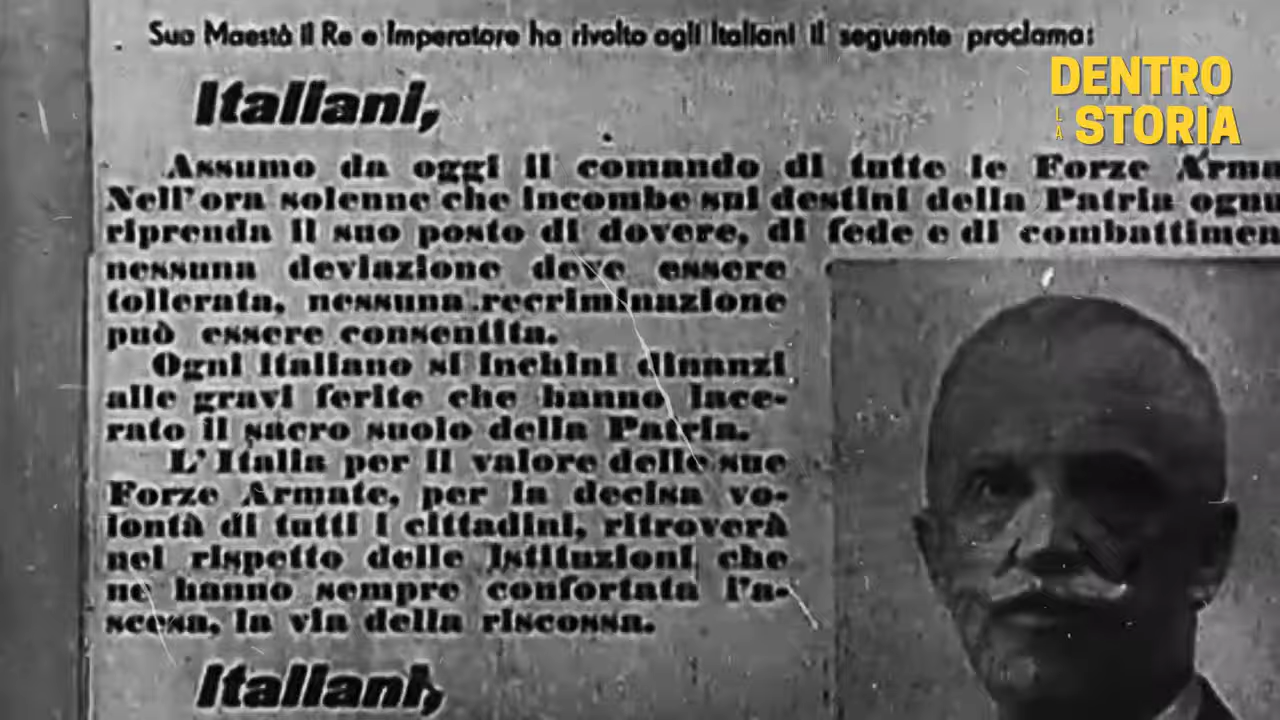 Sua Maestà il Re e Imperatore ha rivolto agli Italiani il seguente proclama:
DENTRO
LA STORIA
Italiani,
Assumo da oggi il comando di tutte le Forze Arma
Nell'ora solenne che incombe sui destini della Patria ognu
riprenda il suo posto di dovere, di fede e di combattimen
nessuna deviazione deve essere
tollerata, nessuna recriminazione
può essere consentita.
Ogni italiano si inchini dinanzi
alle gravi ferite che hanno lace-
rato il sacro suolo della Patria.
L'Italia per il valore delle sue
Forze Armate, per la decisa vo-
lontà di tutti i cittadini, ritroverà
nel rispetto delle Istituzioni che
ne hanno sempre confortata l'a-
scesa, la via della riscossa.
Italiani,